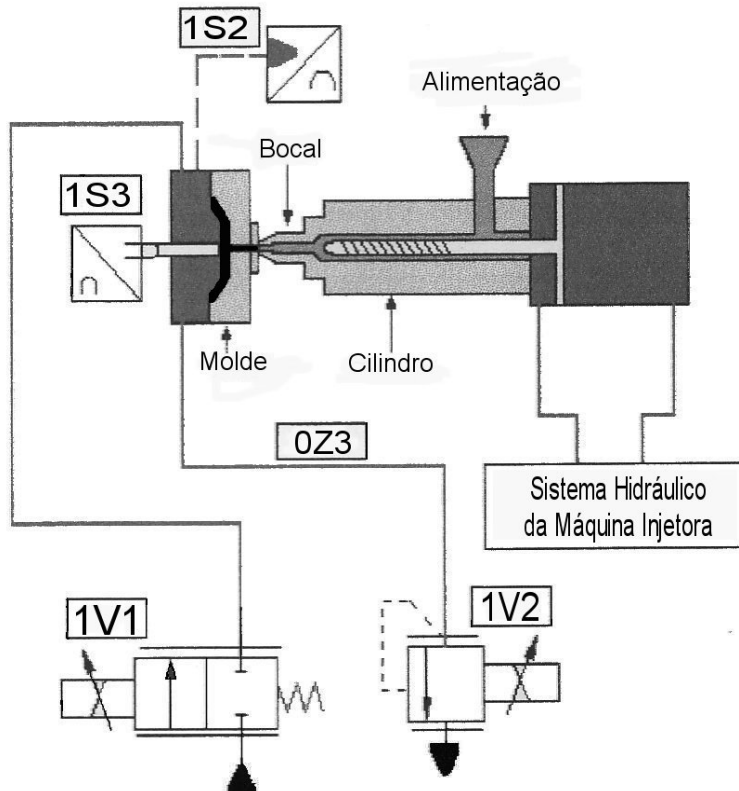 1S2
Alimentação
Bocal
1S3
Molde
Cilindro
0Z3
Sistema Hidráulico
da Máquina Injetora
1V1
1V2